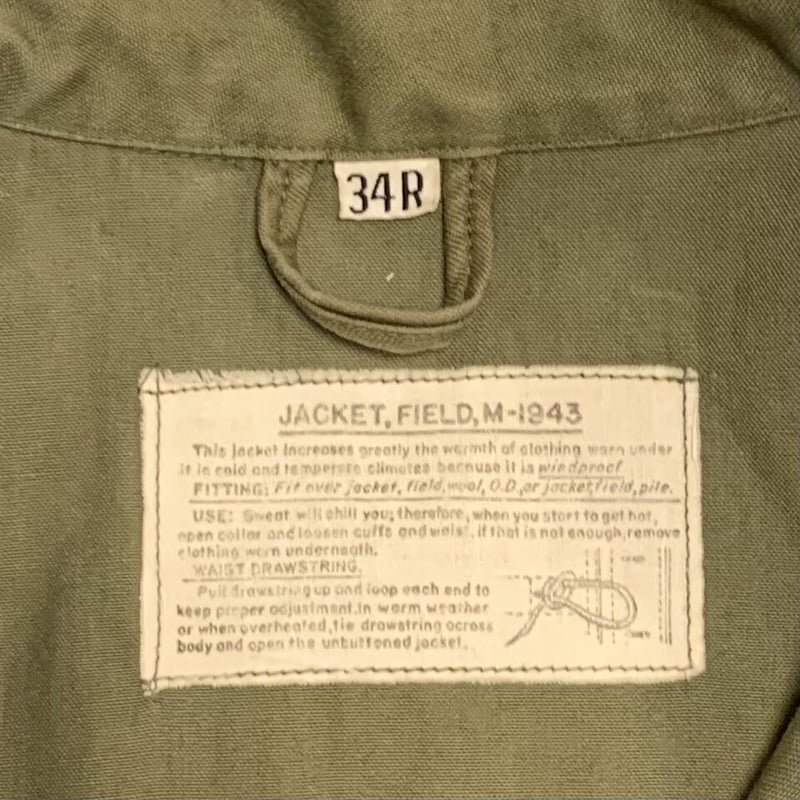 34R
JACKET, FIELD, M-1943
This jacket increases greatly the warmth of clothing worn under
it in cold and temperate climates because it is windproof
FITTING: Fit over jacket, field, wool, O.D., or jacket, field, pile.
USE: Sweat will chill you; therefore, when you start to get hot,
open collar and loosen cuffs and waist. If that is not enough, remove
clothing worn underneath.
WAIST DRAWSTRING.
Pull drawstring up and loop each end to
keep proper adjustment. In warm weather
or when overheated, tie drawstring across
body and open the unbuttoned jacket.